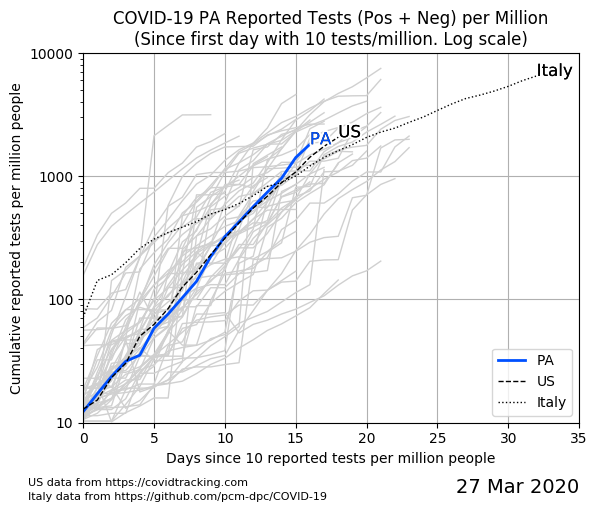 COVID-19 PA Reported Tests (Pos + Neg) per Million
(Since first day with 10 tests/million. Log scale)
Cumulative reported tests per million people
10000
1000
100
10
Italy
PA US
PA
US
Italy
0 5 10 15 20 25 30 35
Days since 10 reported tests per million people
US data from https://covidtracking.com
Italy data from https://github.com/pcm-dpc/COVID-19
27 Mar 2020